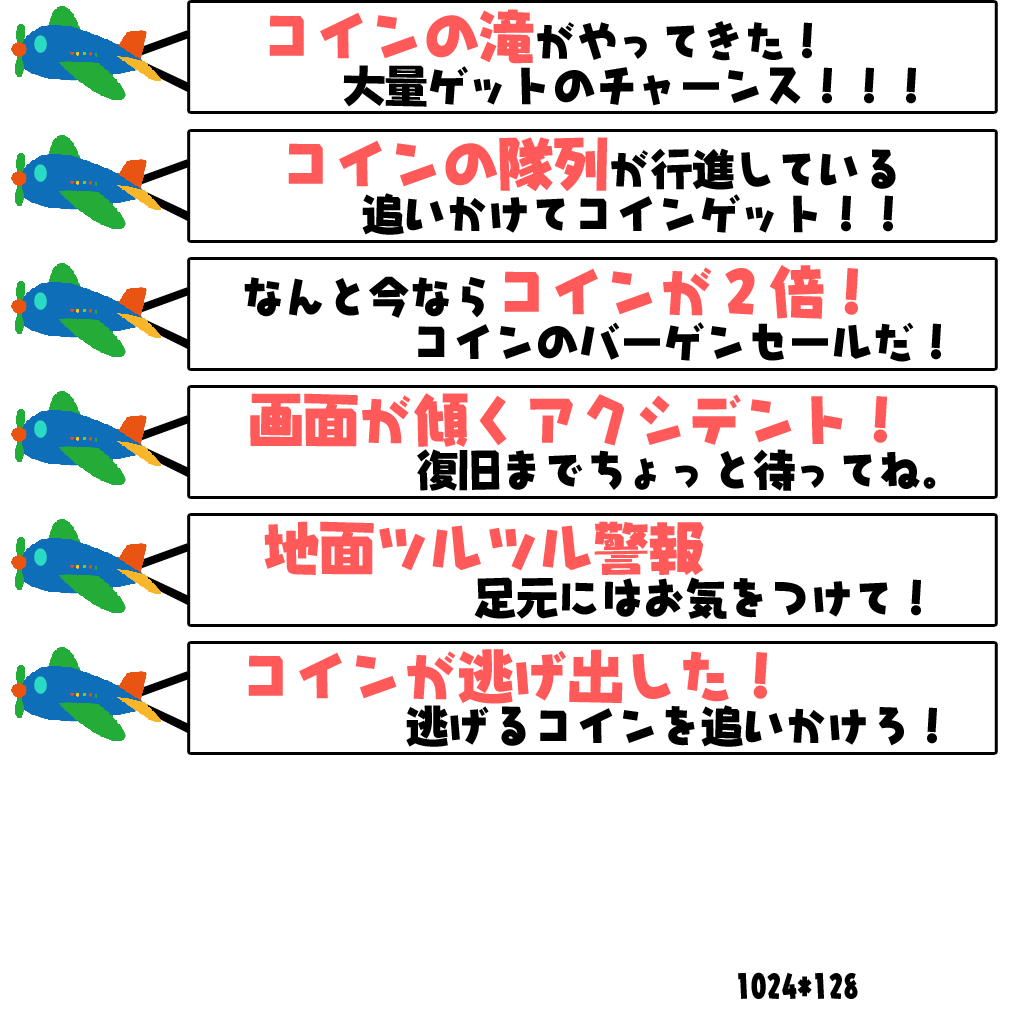 コインの滝がやってきた！
大量ゲットのチャーンス！！！
コインの隊列が行進している
追いかけてコインゲット！！
なんと今ならコインが２倍！
コインのバーゲンセールだ！
画面が傾くアクシデント！
復旧までちょっと待ってね。
地面ツルツル警報
足元にはお気をつけて！
コインが逃げ出した！
逃げるコインを追いかけろ！
1024*128